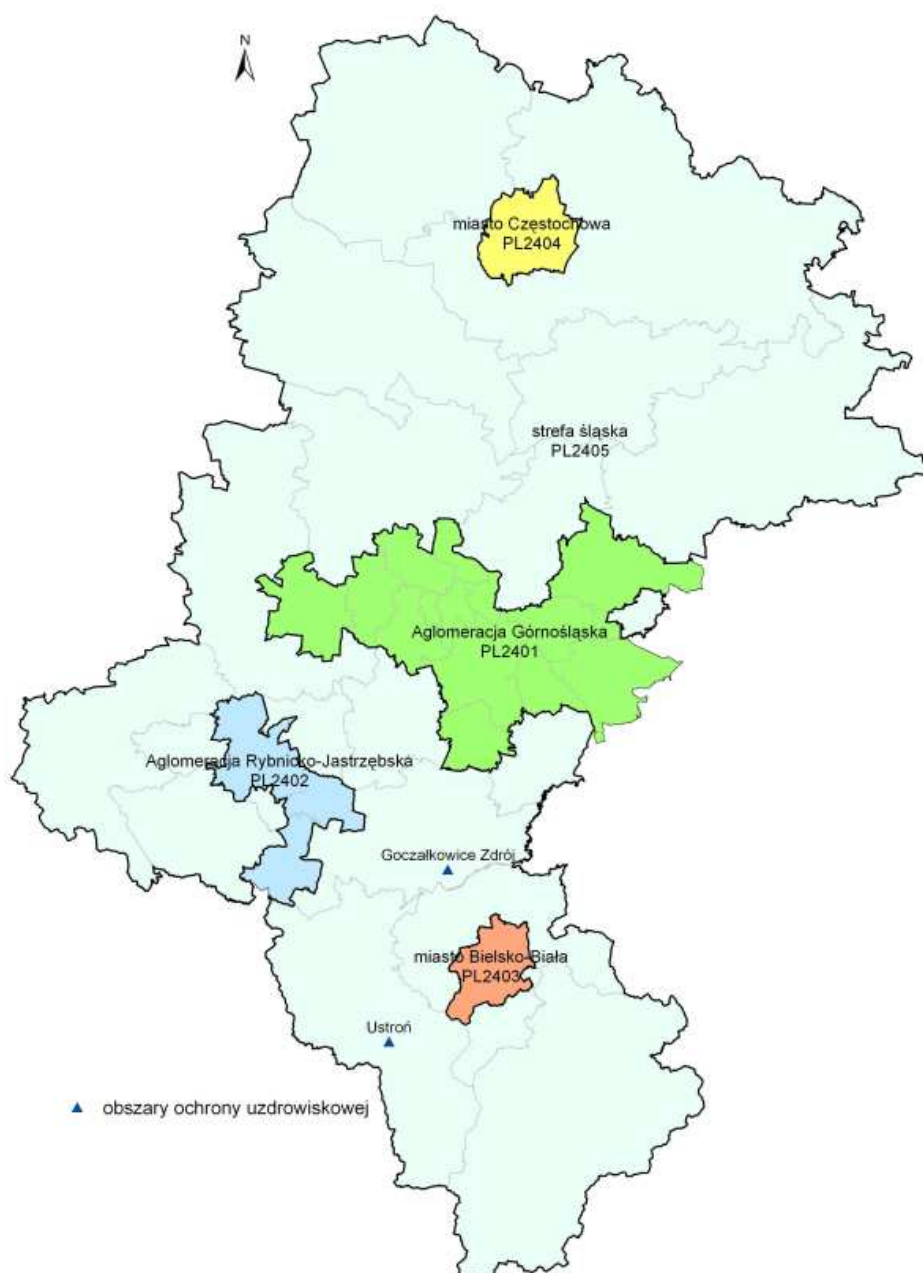 N
miasto Częstochowa
PL2404
strefa śląska
PL2405
Aglomeracja Górnośląska
PL2401
Aglomeracja Rybnicko-Jastrzębska
PL2402
Goczałkowice Zdrój
miasto Bielsko-Biała
PL2403
Ustroń
obszary ochrony uzdrowiskowej